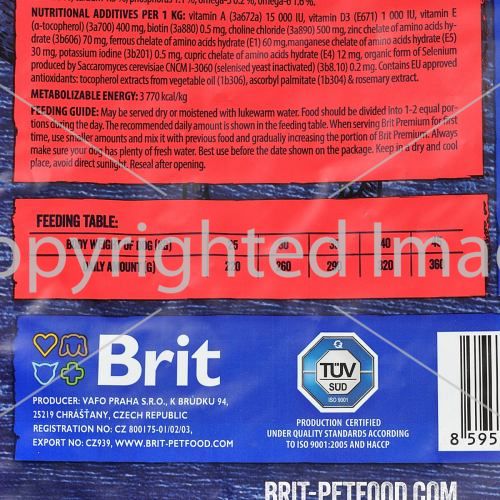 NUTRITIONAL ADDITIVES PER 1 KG: vitamin A (3a672a) 15 000 IU, vitamin D3 (E671) 1 000 IU, vitamin E
(α-tocopherol) (3a700) 400 mg, biotin (3a880) 0.5 mg, choline chloride (3a890) 500 mg, zinc chelate of amino acids hy-
drate (3b606) 70 mg, ferrous chelate of amino acids hydrate (E1) 60 mg, manganese chelate of amino acids hydrate (E5)
30 mg, potassium iodine (3b201) 0.5 mg, cupric chelate of amino acids hydrate (E4) 12 mg, organic form of Selenium
produced by Saccaromyces cerevisiae CNCM I-3060 (selenised yeast inactivated) (3b8.10) 0.2 mg. Contains EU approved
antioxidants: tocopherol extracts from vegetable oil (1b306), ascorbyl palmitate (1b304) & rosemary extract.
METABOLIZABLE ENERGY: 3 770 kcal/kg
FEEDING GUIDE: May be served dry or moistened with lukewarm water. Food should be divided into 1-2 equal por-
tions during the day. The recommended daily amount is shown in the feeding table. When serving Brit Premium for first
time, use smaller amounts and mix it with previous food and gradually increasing the portion of Brit Premium. Always
make sure your dog has plenty of fresh water. Best use before the date shown on the package. Keep in a dry and cool
place, avoid direct sunlight. Reseal after opening.
FEEDING TABLE:
BODY WEIGHT OF DOG (KG) 40
DAILY AMOUNT (G) 260 320 360
opyrighted Ima
Brit
PRODUCER: VAFO PRAHA S.R.O., K BRŮDKU 94,
25219 CHRÁŠŤANY, CZECH REPUBLIC
REGISTRATION NO: CZ 800175-01/02/03,
EXPORT NO: CZ939, WWW.BRIT-PETFOOD.COM
Q
TÜV
SÜD
ISO 9001
PRODUCTION CERTIFIED
UNDER QUALITY STANDARDS ACCORDING
TO ISO 9001:2005 AND HACCP
8 595
BRIT-PETFOOD.COM